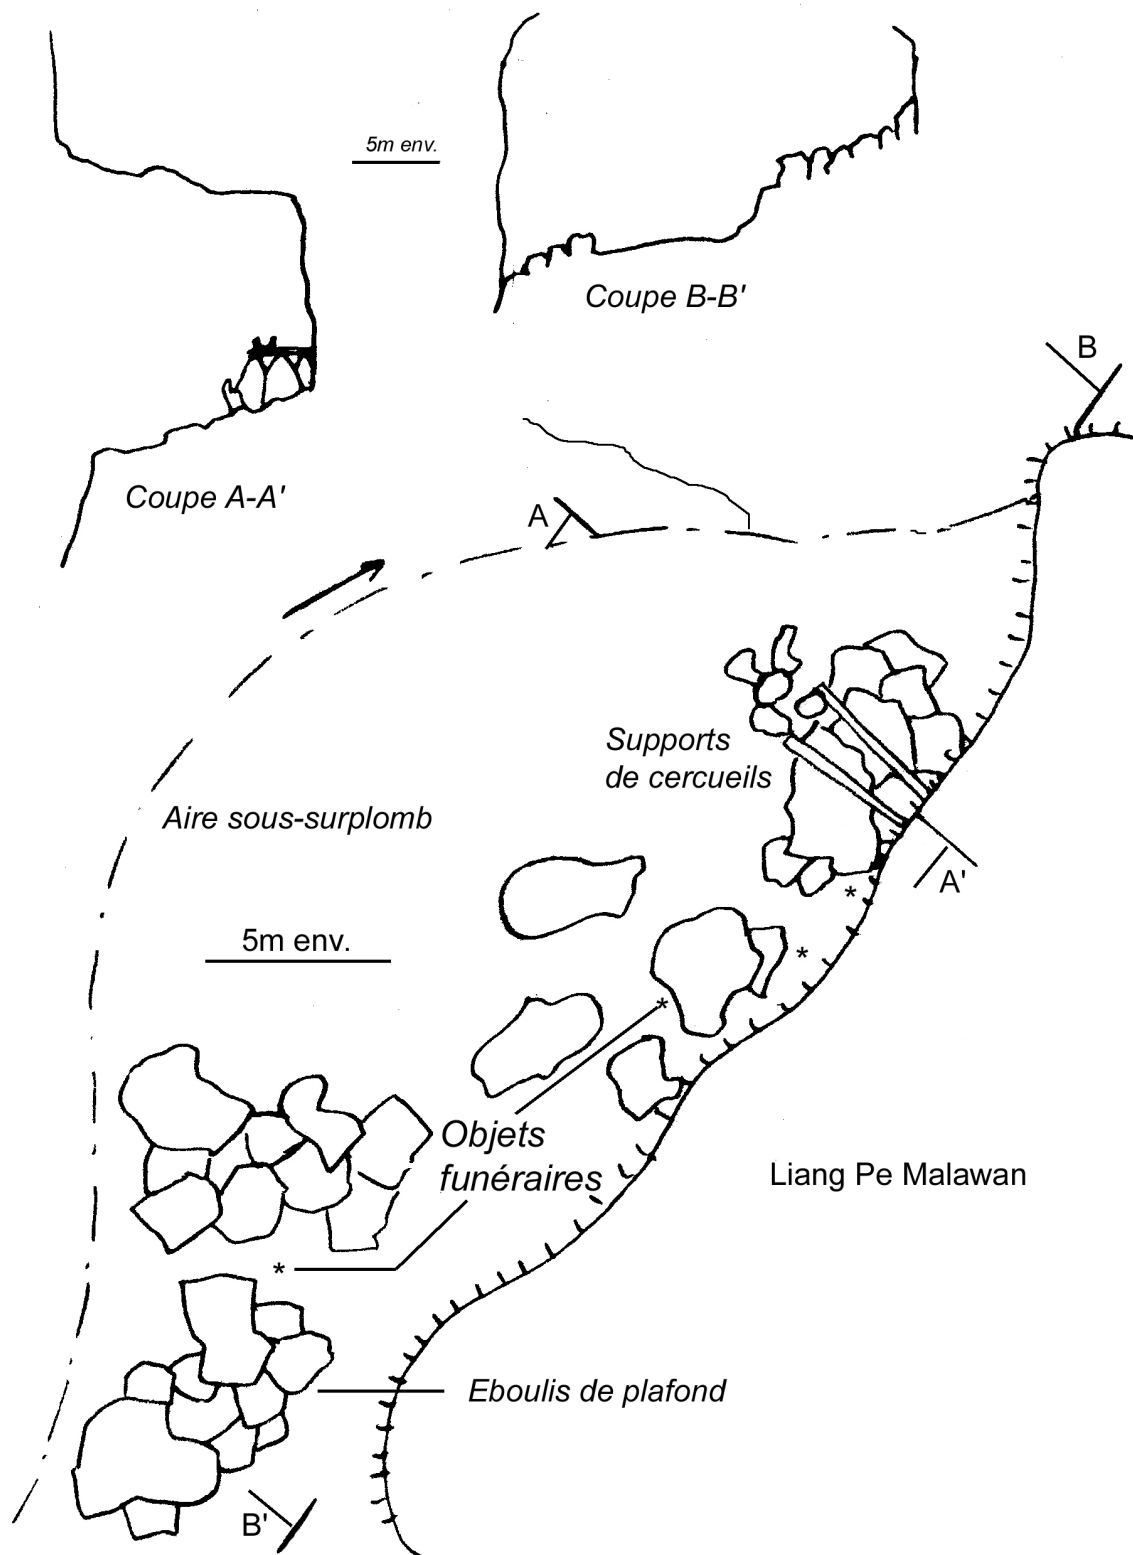 5m env.
Coupe B-B'
B
Coupe A-A'
A
Supports
de cercueils
Aire sous-surplomb
A'
*
5m env.
*
*
Objets
funéraires
Liang Pe Malawan
*
Eboulis de plafond
B'